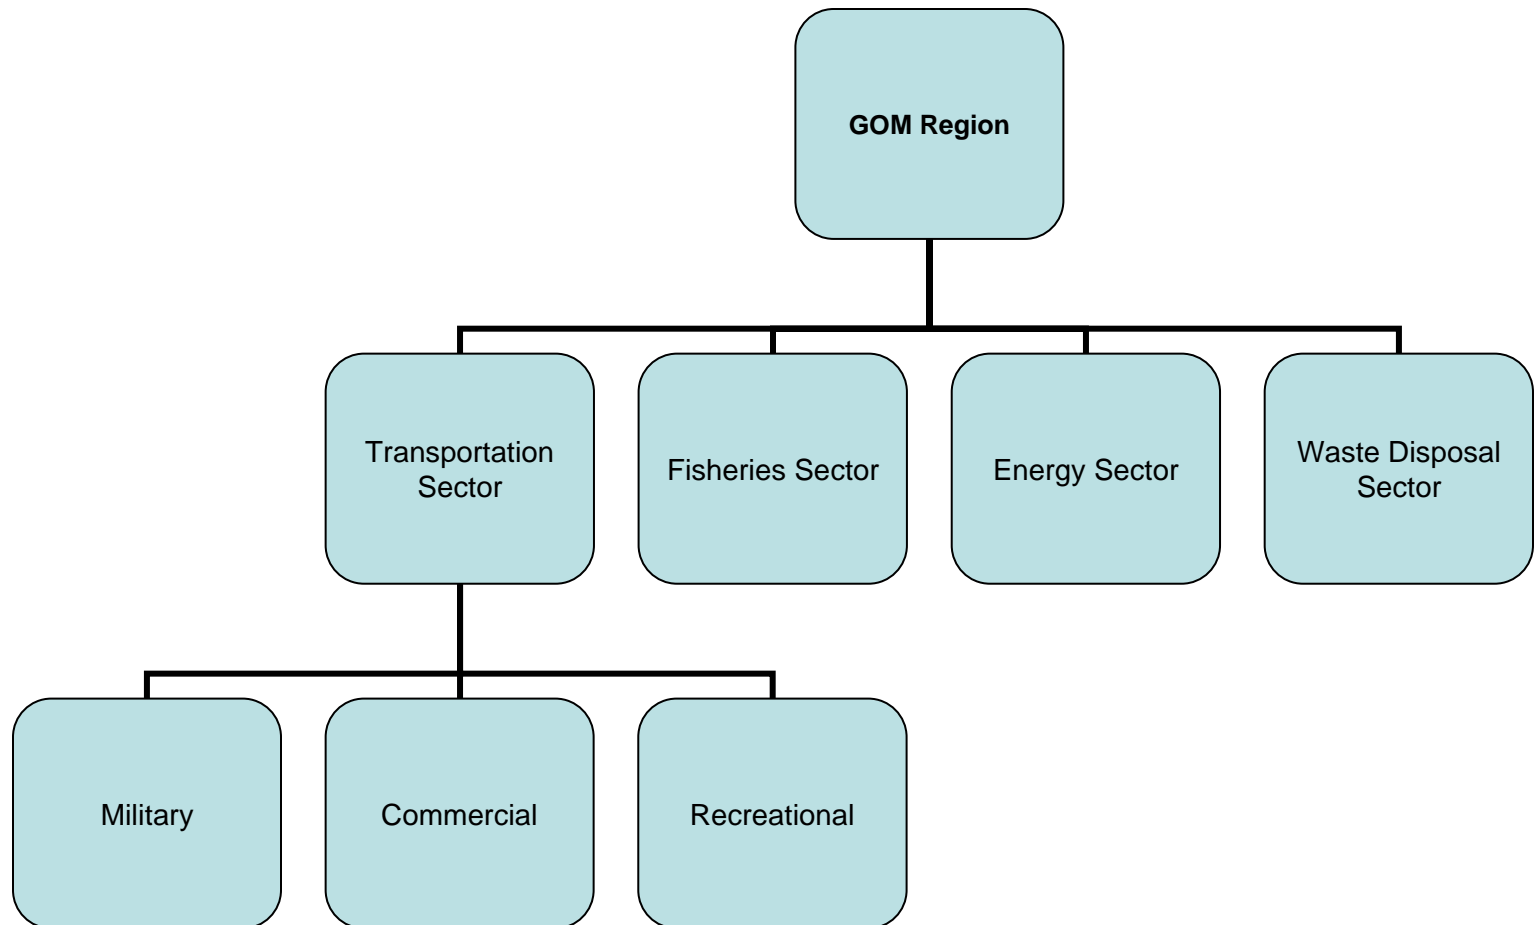 GOM Region
Transportation
Sector
Fisheries Sector
Energy Sector
Waste Disposal
Sector
Military
Commercial
Recreational